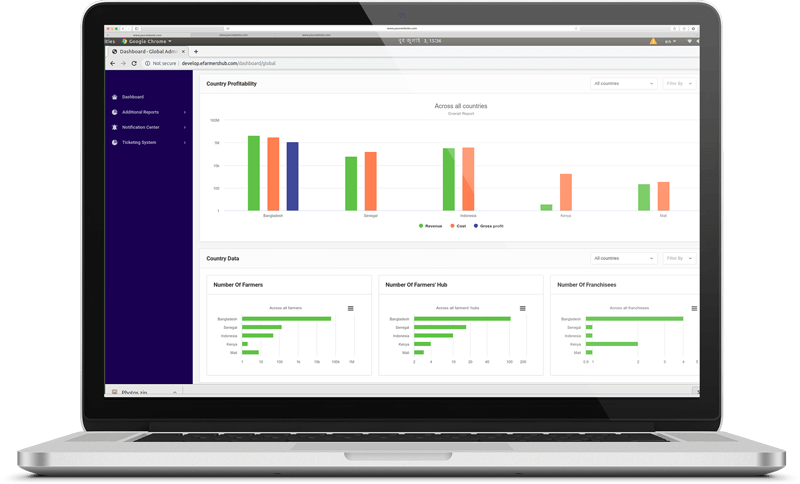 www.yourwebsite.com
Google Chrome
Dashboard - Global Admi
Not secure | develop.efarmershub.com/dashboard/global
Dashboard
Additional Reports
Notification Center
Ticketing System
Country Profitability
All countries
Filter By
Across all countries
Overall Report
100M
1M
10k
100
1
Bangladesh
Senegal
Indonesia
Kenya
Mali
Revenue
Cost
Gross profit
Country Data
All countries
Filter By
Number Of Farmers
Across all farmers
Bangladesh
Senegal
Indonesia
Kenya
Mali
1 10 100 1k 10k 100k 1M
Number Of Farmers' Hub
Across all farmers' hubs
Bangladesh
Senegal
Indonesia
Kenya
Mali
0 4 10 20 40 100 200
Number Of Franchisees
Across all franchisees
Bangladesh
Senegal
Indonesia
Kenya
Mali
0.0 1 2 3 4 5
Photos.zip